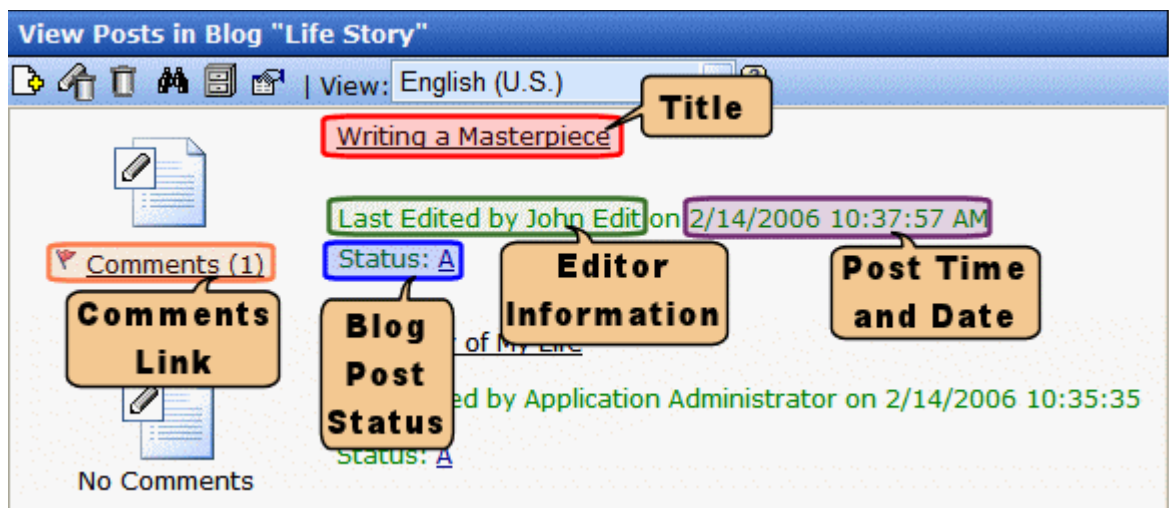 View Posts in Blog "Life Story"
| View: English (U.S.)
Title
Writing a Masterpiece
Last Edited by John Edit on 2/14/2006 10:37:57 AM
Comments (1)
Status: A
Editor
Information
Post Time
and Date
Comments
Link
Blog
Post
Status
of My Life
ed by Application Administrator on 2/14/2006 10:35:35
Status: A
No Comments